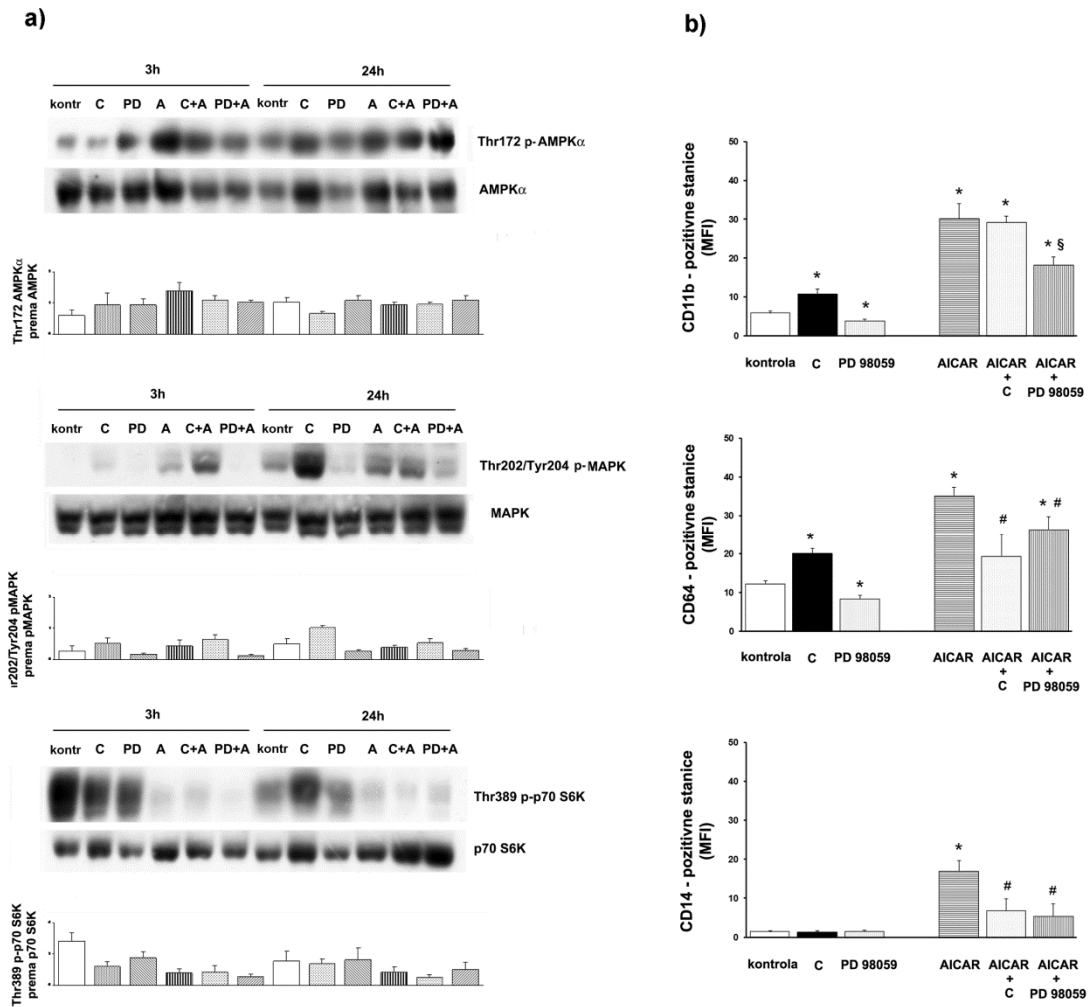 a)
3h 24h
kontr C PD A C+A PD+A kontr C PD A C+A PD+A
Thr172 p-AMPKα
AMPKα
Thr172 AMPKα
prema AMPK
3h 24h
kontr C PD A C+A PD+A kontr C PD A C+A PD+A
Thr202/Tyr204 p-MAPK
MAPK
r202/Tyr204 pMAPK
prema pMAPK
3h 24h
kontr C PD A C+A PD+A kontr C PD A C+A PD+A
Thr389 p-p70 S6K
p70 S6K
Thr389 p-p70 S6K
prema p70 S6K
b)
CD11b - pozitivne stanice
(MFI)
50
40
30
20
10
0
* * * * * §
kontrola C PD 98059 AICAR AICAR + C AICAR + PD 98059
CD64 - pozitivne stanice
(MFI)
50
40
30
20
10
0
* * * # * #
kontrola C PD 98059 AICAR AICAR + C AICAR + PD 98059
CD14 - pozitivne stanice
(MFI)
50
40
30
20
10
0
* # #
kontrola C PD 98059 AICAR AICAR + C AICAR + PD 98059